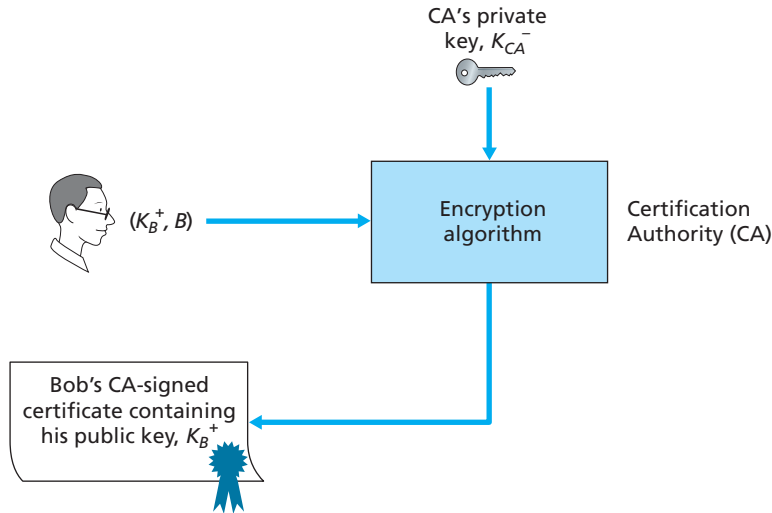 CA's private
key, K_CA^–
(K_B^+, B)
Encryption
algorithm
Certification
Authority (CA)
Bob's CA-signed
certificate containing
his public key, K_B^+